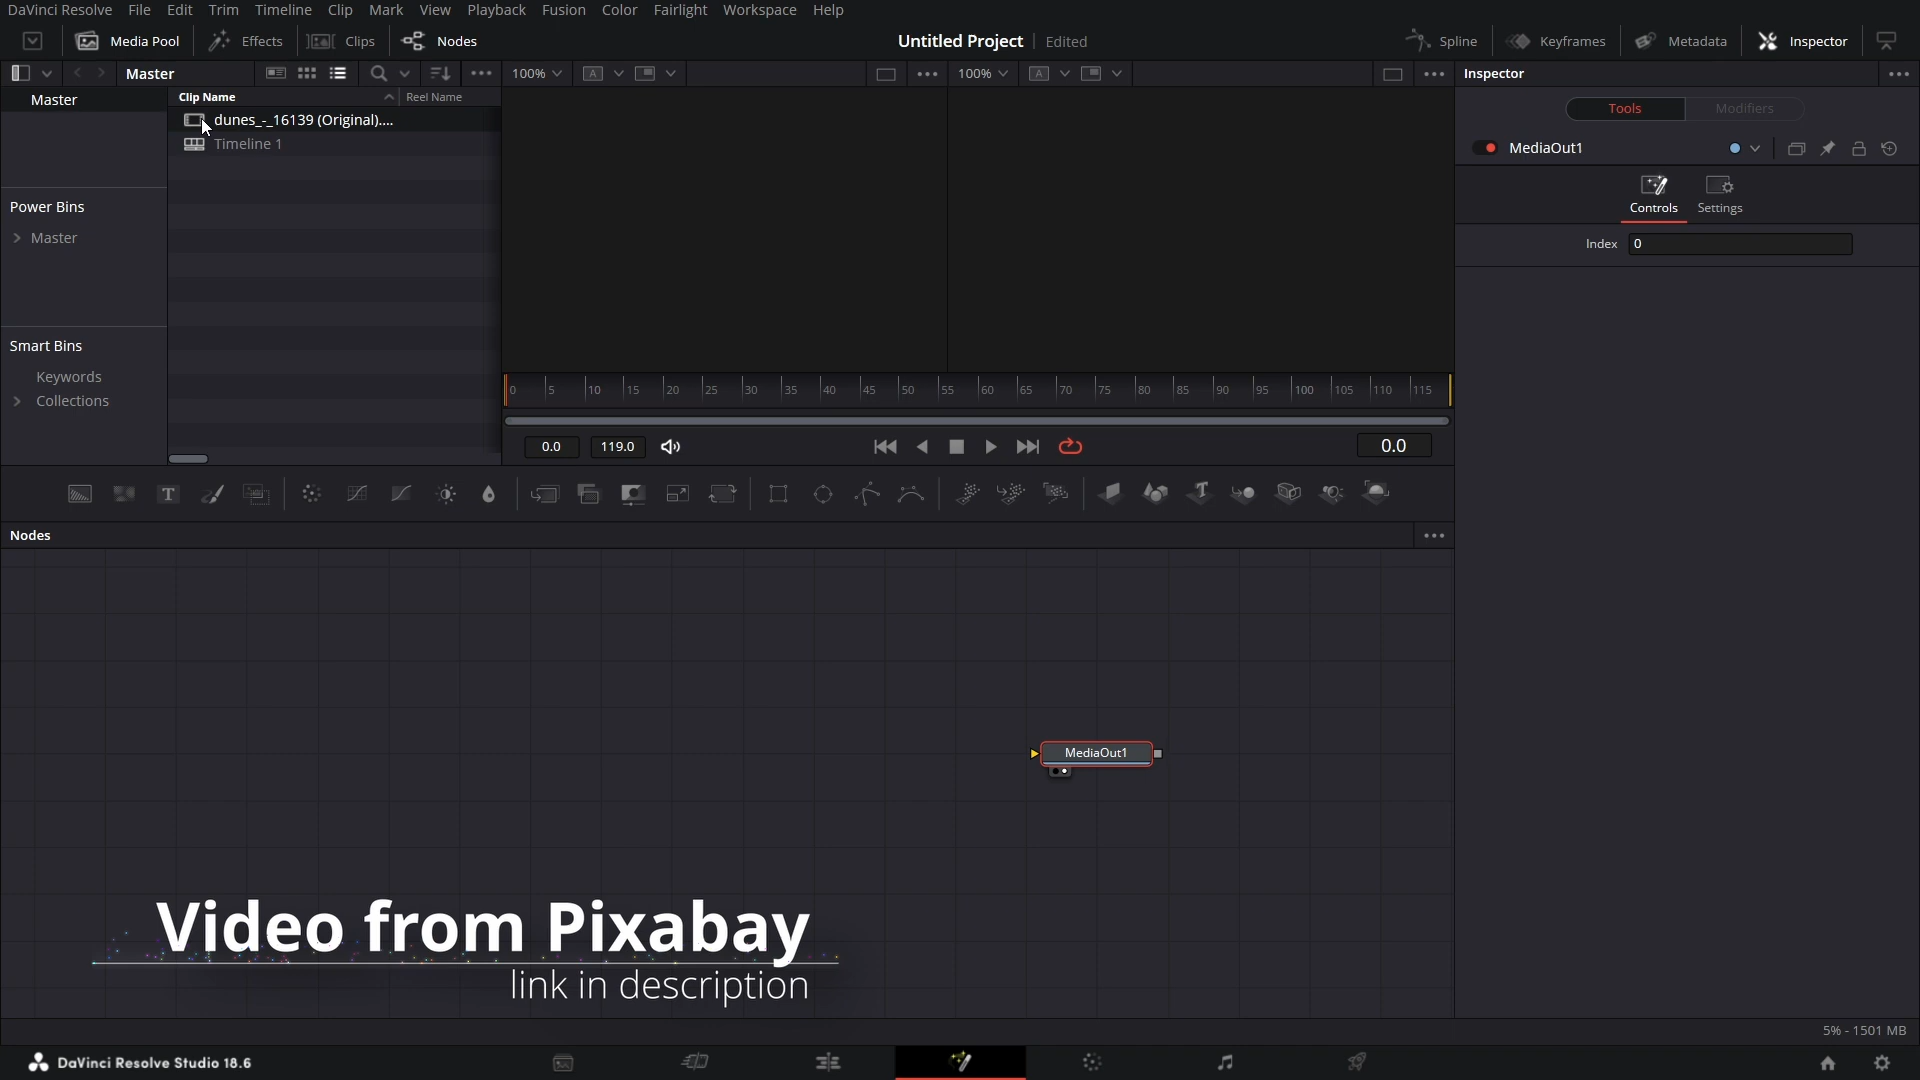 DaVinci Resolve File Edit Trim Timeline Clip Mark View Playback Fusion Color Fairlight Workspace Help
Media Pool Effects Clips Nodes Untitled Project Edited Spline Keyframes Metadata Inspector
Master 100% A 100% A Inspector
Master Clip Name Reel Name
Tools Modifiers
dunes_-_16139 (Original)....
Timeline 1
MediaOut1
Power Bins
Controls Settings
Master
Index 0
Smart Bins
Keywords
Collections
0 5 10 15 20 25 30 35 40 45 50 55 60 65 70 75 80 85 90 95 100 105 110 115
0.0 119.0 0.0
T T
Nodes
MediaOut1
Video from Pixabay
link in description
5% - 1501 MB
DaVinci Resolve Studio 18.6